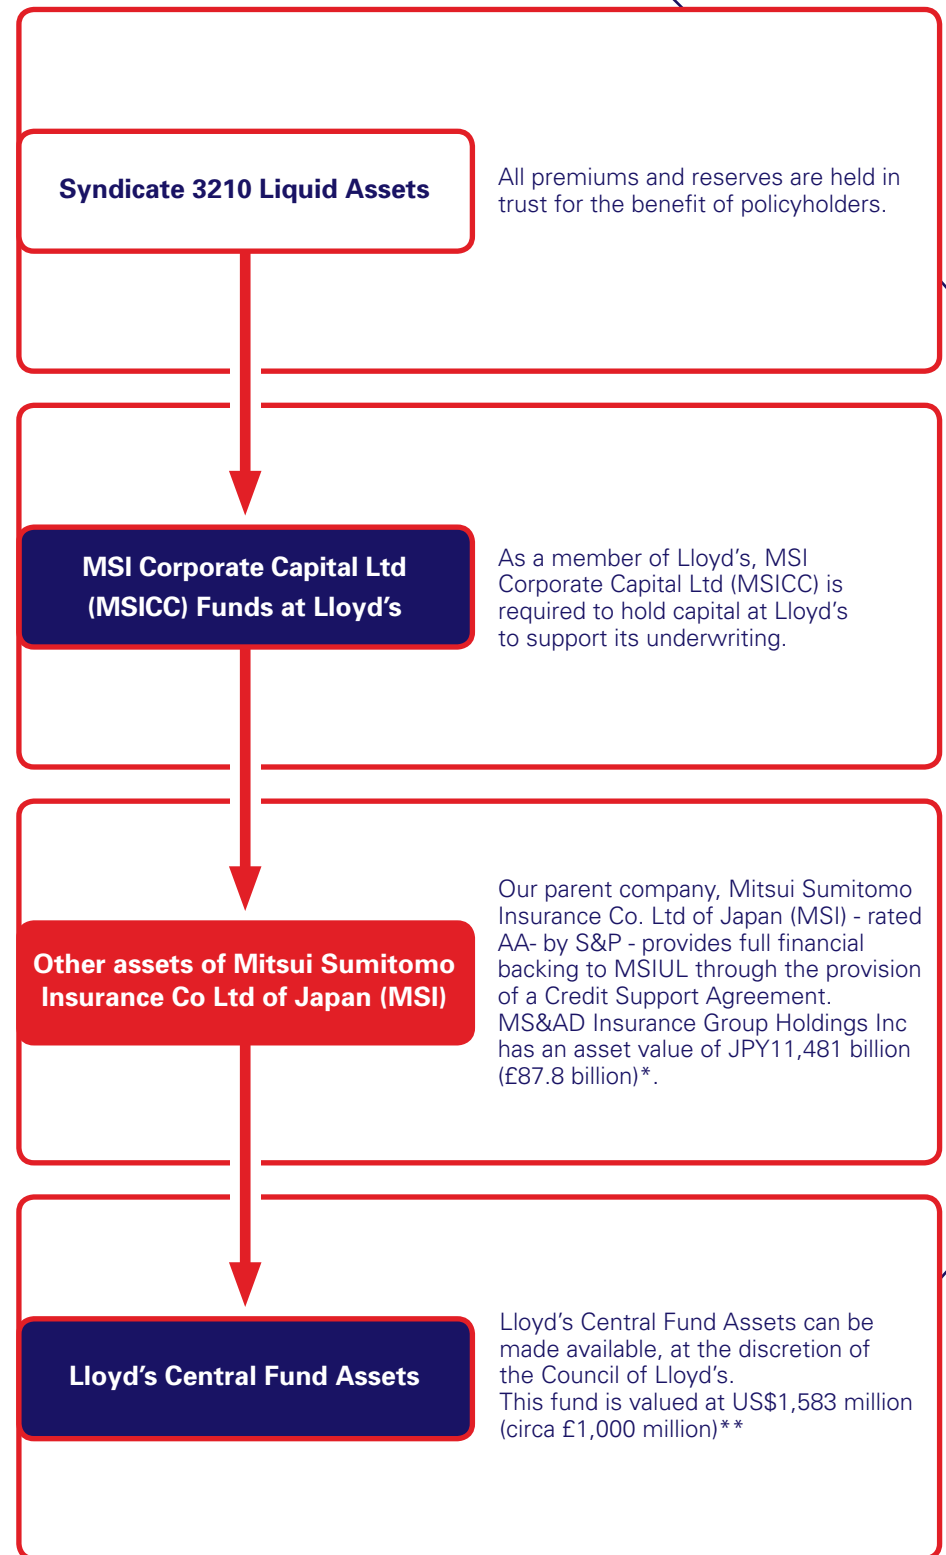 Syndicate 3210 Liquid Assets
All premiums and reserves are held in
trust for the benefit of policyholders.
MSI Corporate Capital Ltd
(MSICC) Funds at Lloyd’s
As a member of Lloyd’s, MSI
Corporate Capital Ltd (MSICC) is
required to hold capital at Lloyd’s
to support its underwriting.
Other assets of Mitsui Sumitomo
Insurance Co Ltd of Japan (MSI)
Our parent company, Mitsui Sumitomo
Insurance Co. Ltd of Japan (MSI) - rated
AA- by S&P - provides full financial
backing to MSIUL through the provision
of a Credit Support Agreement.
MS&AD Insurance Group Holdings Inc
has an asset value of JPY11,481 billion
(£87.8 billion)*.
Lloyd’s Central Fund Assets
Lloyd’s Central Fund Assets can be
made available, at the discretion of
the Council of Lloyd’s.
This fund is valued at US$1,583 million
(circa £1,000 million)**